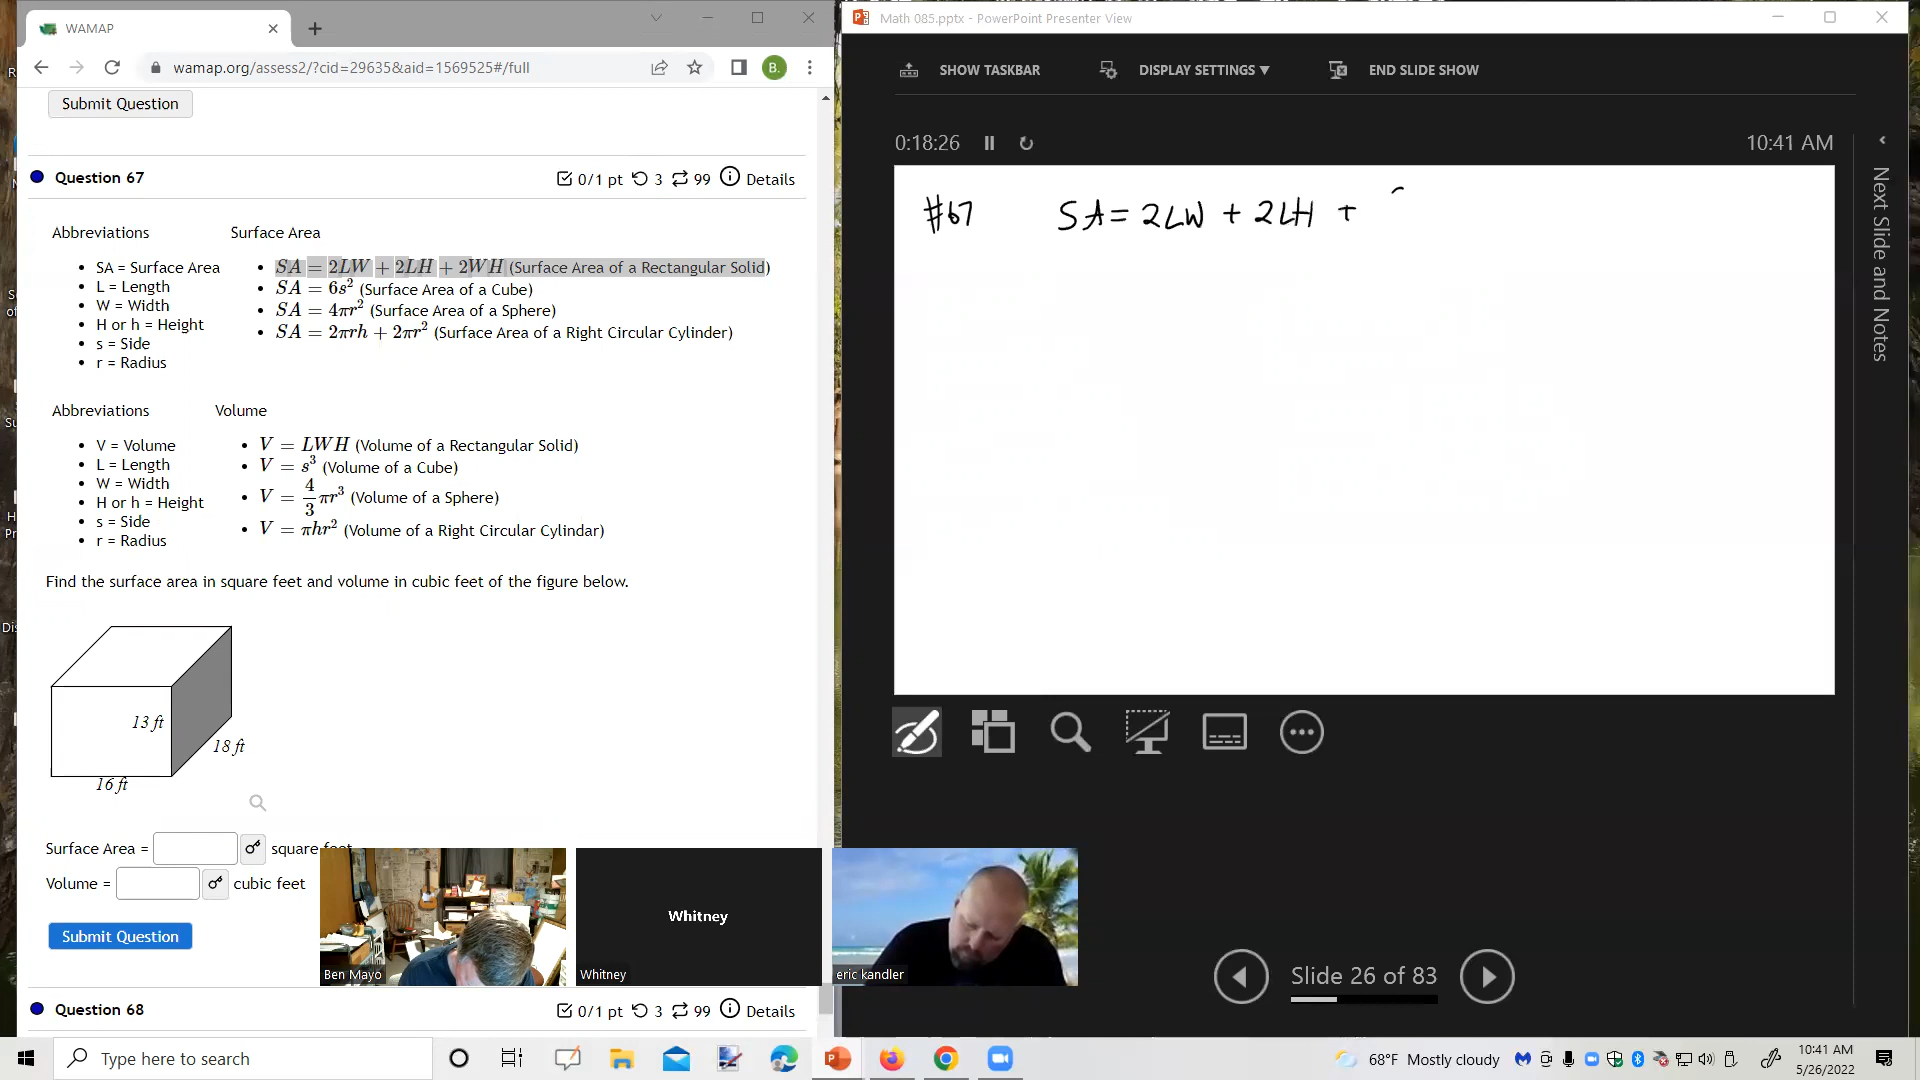 WAMAP
Math 085.pptx - PowerPoint Presenter View
wamap.org/assess2/?cid=29635&aid=1569525#/full
B.
SHOW TASKBAR
DISPLAY SETTINGS ▼
END SLIDE SHOW
Submit Question
0:18:26
10:41 AM
Question 67
0/1 pt 3 99 Details
Next Slide and Notes
#67 SA = 2LW + 2LH +
Abbreviations
SA = Surface Area
L = Length
W = Width
H or h = Height
s = Side
r = Radius
Surface Area
SA = 2LW + 2LH + 2WH (Surface Area of a Rectangular Solid)
SA = 6s² (Surface Area of a Cube)
SA = 4πr² (Surface Area of a Sphere)
SA = 2πrh + 2πr² (Surface Area of a Right Circular Cylinder)
Abbreviations
V = Volume
L = Length
W = Width
H or h = Height
s = Side
r = Radius
Volume
V = LWH (Volume of a Rectangular Solid)
V = s³ (Volume of a Cube)
V = 4/3 πr³ (Volume of a Sphere)
V = πhr² (Volume of a Right Circular Cylindar)
Find the surface area in square feet and volume in cubic feet of the figure below.
13 ft
18 ft
16 ft
Surface Area = square feet
Volume = cubic feet
Submit Question
Whitney
Ben Mayo
Whitney
eric kandler
Slide 26 of 83
Question 68
0/1 pt 3 99 Details
Type here to search
68°F Mostly cloudy
10:41 AM
5/26/2022